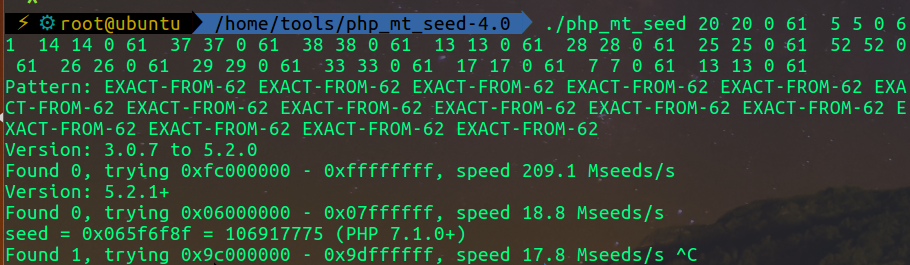 ⚡ ⚙root@ubuntu /home/tools/php_mt_seed-4.0 ./php_mt_seed 20 20 0 61  5 5 0 6
1  14 14 0 61  37 37 0 61  38 38 0 61  13 13 0 61  28 28 0 61  25 25 0 61  52 52 0
 61  26 26 0 61  29 29 0 61  33 33 0 61  17 17 0 61  7 7 0 61  13 13 0 61
Pattern: EXACT-FROM-62 EXACT-FROM-62 EXACT-FROM-62 EXACT-FROM-62 EXACT-FROM-62 EXA
CT-FROM-62 EXACT-FROM-62 EXACT-FROM-62 EXACT-FROM-62 EXACT-FROM-62 EXACT-FROM-62 E
XACT-FROM-62 EXACT-FROM-62 EXACT-FROM-62 EXACT-FROM-62
Version: 3.0.7 to 5.2.0
Found 0, trying 0xfc000000 - 0xffffffff, speed 209.1 Mseeds/s
Version: 5.2.1+
Found 0, trying 0x06000000 - 0x07ffffff, speed 18.8 Mseeds/s
seed = 0x065f6f8f = 106917775 (PHP 7.1.0+)
Found 1, trying 0x9c000000 - 0x9dffffff, speed 17.8 Mseeds/s ^C